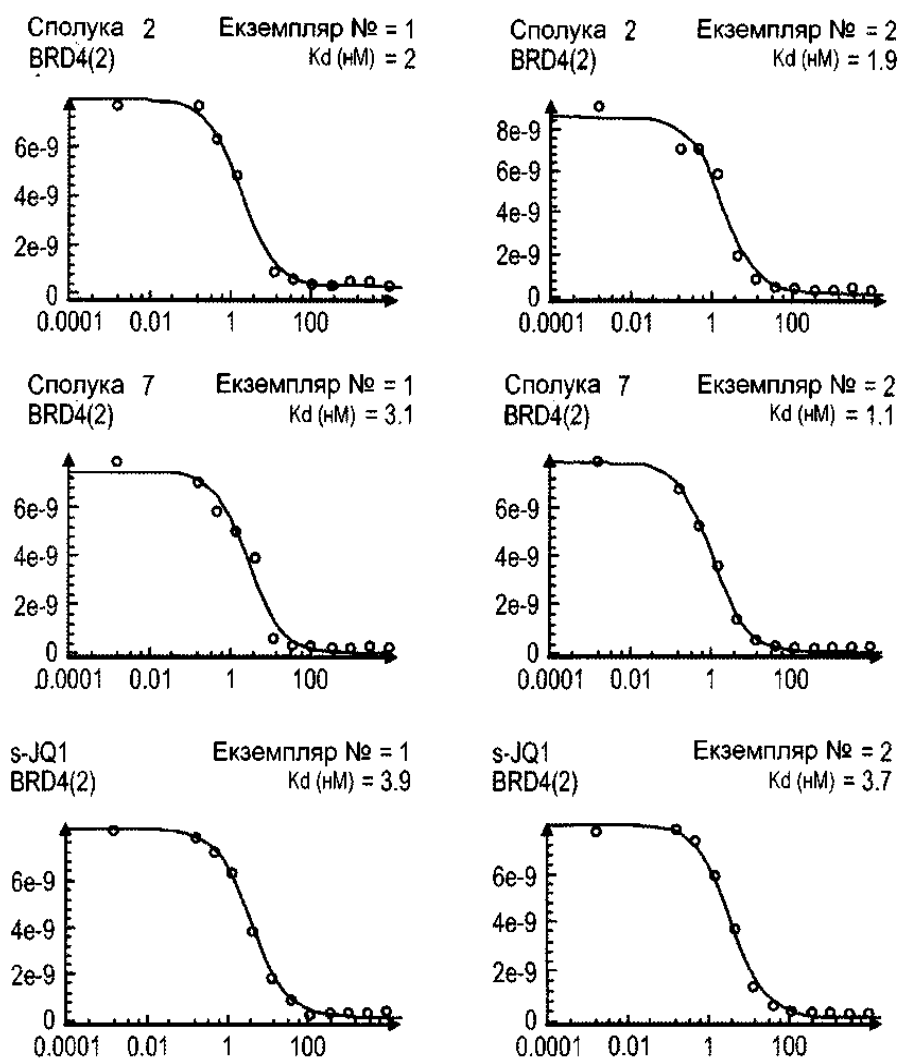 Сполука 2 Екземпляр № = 1
BRD4(2) Kd (нМ) = 2
6e-9
4e-9
2e-9
0
0.0001 0.01 1 100
Сполука 2 Екземпляр № = 2
BRD4(2) Kd (нМ) = 1.9
8e-9
6e-9
4e-9
2e-9
0
0.0001 0.01 1 100
Сполука 7 Екземпляр № = 1
BRD4(2) Kd (нМ) = 3.1
6e-9
4e-9
2e-9
0
0.0001 0.01 1 100
Сполука 7 Екземпляр № = 2
BRD4(2) Kd (нМ) = 1.1
6e-9
4e-9
2e-9
0
0.0001 0.01 1 100
s-JQ1 Екземпляр № = 1
BRD4(2) Kd (нМ) = 3.9
6e-9
4e-9
2e-9
0
0.0001 0.01 1 100
s-JQ1 Екземпляр № = 2
BRD4(2) Kd (нМ) = 3.7
6e-9
4e-9
2e-9
0
0.0001 0.01 1 100